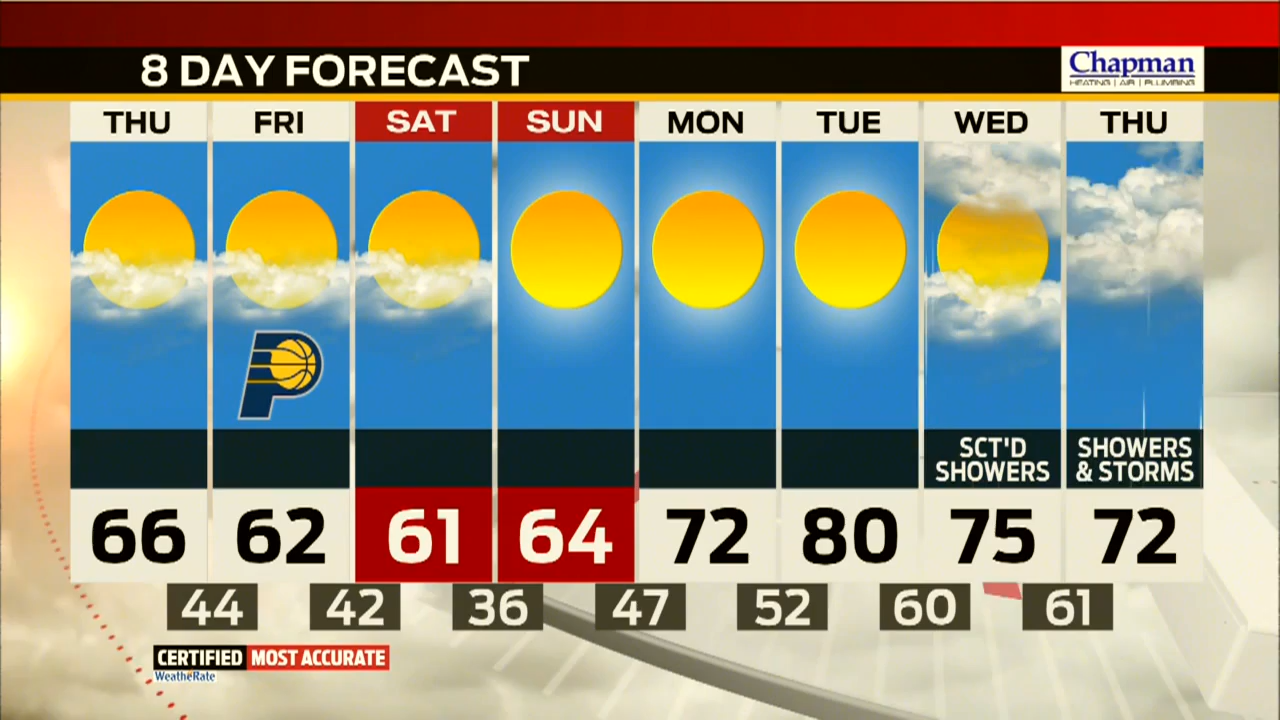 8 DAY FORECAST
Chapman
HEATING | AIR | PLUMBING
THU FRI SAT SUN MON TUE WED THU
SCT'D SHOWERS
SHOWERS & STORMS
66 62 61 64 72 80 75 72
44 42 36 47 52 60 61
CERTIFIED MOST ACCURATE
WeatheRate